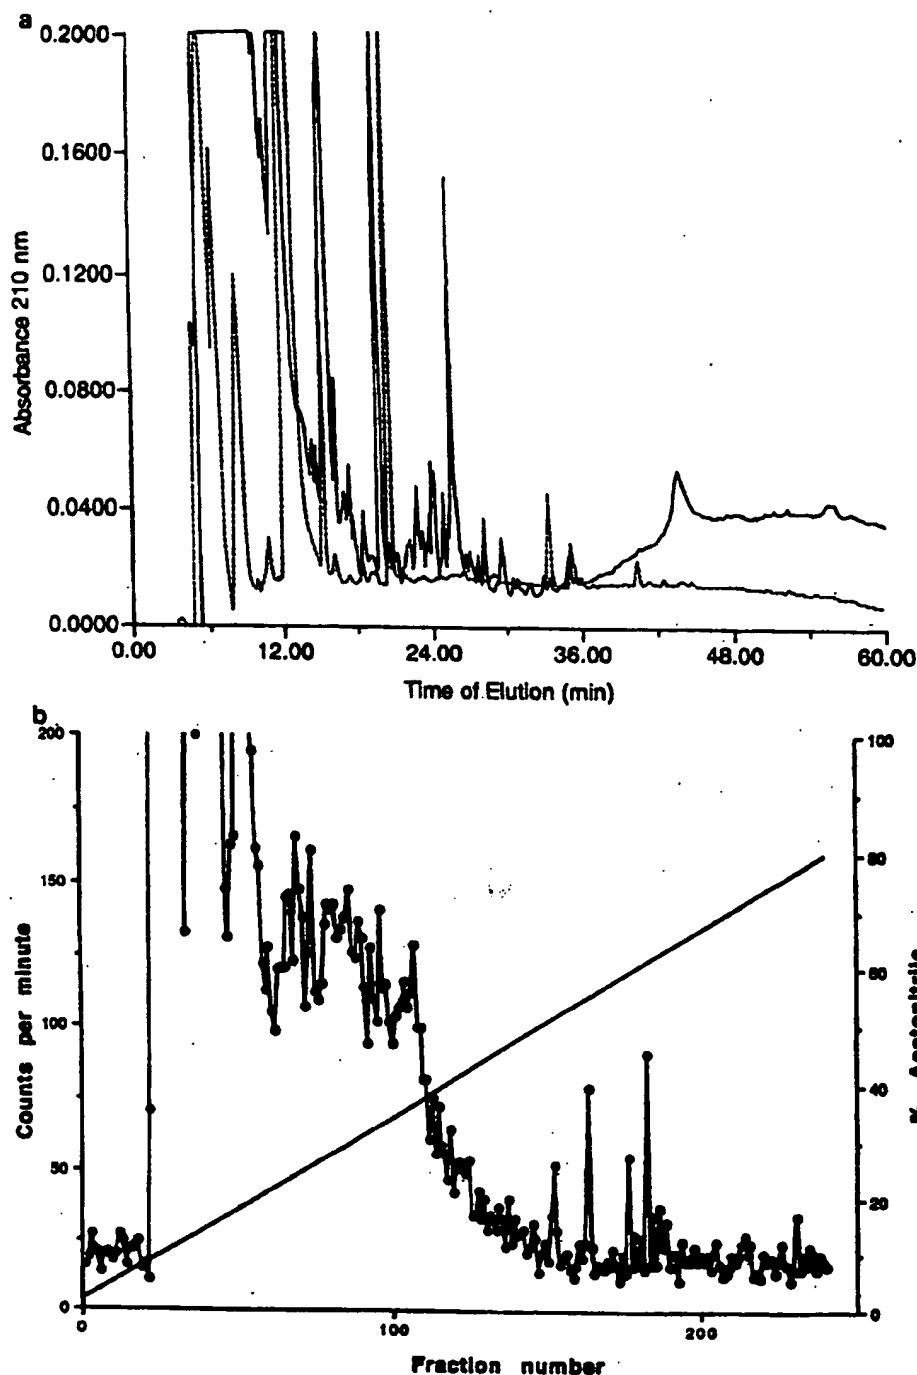 a
0.2000
0.1600
0.1200
0.0800
0.0400
0.0000
Absorbance 210 nm
0.00 12.00 24.00 36.00 48.00 60.00
Time of Elution (min)
b
200
150
100
50
0
Counts per minute
100
80
60
40
20
0
% Acetonitrile
0 100 200
Fraction number